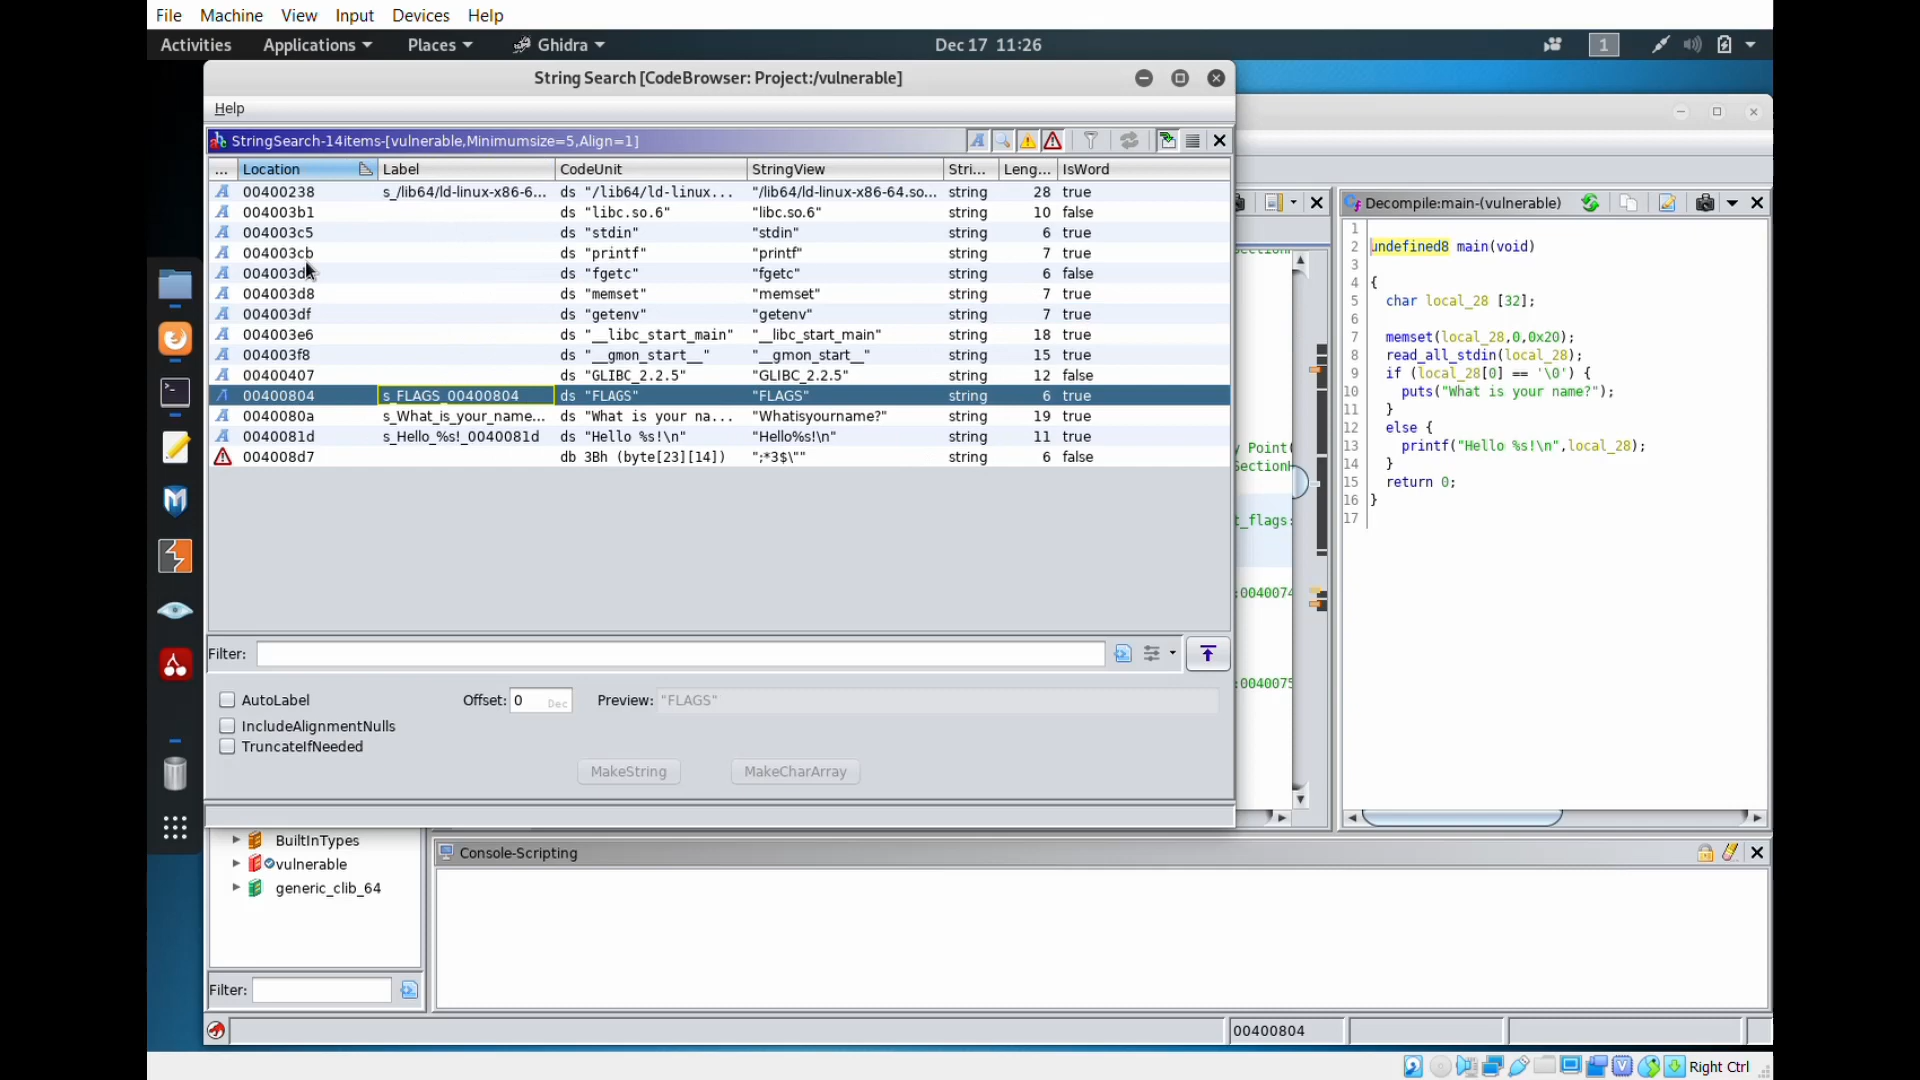 File Machine View Input Devices Help
Activities Applications Places Ghidra Dec 17 11:26 1
String Search [CodeBrowser: Project:/vulnerable]
Help
StringSearch-14items-[vulnerable,Minimumsize=5,Align=1]
... Location Label CodeUnit StringView Stri... Leng... IsWord
00400238 s_/lib64/ld-linux-x86-6... ds "/lib64/ld-linux... "/lib64/ld-linux-x86-64.so... string 28 true
004003b1 ds "libc.so.6" "libc.so.6" string 10 false
004003c5 ds "stdin" "stdin" string 6 true
004003cb ds "printf" "printf" string 7 true
004003d ds "fgetc" "fgetc" string 6 false
004003d8 ds "memset" "memset" string 7 true
004003df ds "getenv" "getenv" string 7 true
004003e6 ds "__libc_start_main" "__libc_start_main" string 18 true
004003f8 ds "__gmon_start__" "__gmon_start__" string 15 true
00400407 ds "GLIBC_2.2.5" "GLIBC_2.2.5" string 12 false
00400804 s_FLAGS_00400804 ds "FLAGS" "FLAGS" string 6 true
0040080a s_What_is_your_name... ds "What is your na... "Whatisyourname?" string 19 true
0040081d s_Hello_%s!_0040081d ds "Hello %s!\n" "Hello%s!\n" string 11 true
004008d7 db 3Bh (byte[23][14]) ";*3$\"" string 6 false
Filter:
AutoLabel Offset: 0 Dec Preview: "FLAGS"
IncludeAlignmentNulls
TruncateIfNeeded
MakeString MakeCharArray
y Point(
SectionH
t_flags:
:0040074
:0040075
Decompile:main-(vulnerable)
1
2 undefined8 main(void)
3
4 {
5 char local_28 [32];
6
7 memset(local_28,0,0x20);
8 read_all_stdin(local_28);
9 if (local_28[0] == '\0') {
10 puts("What is your name?");
11 }
12 else {
13 printf("Hello %s!\n",local_28);
14 }
15 return 0;
16 }
17
BuiltInTypes
vulnerable
generic_clib_64
Filter:
Console-Scripting
00400804
Right Ctrl